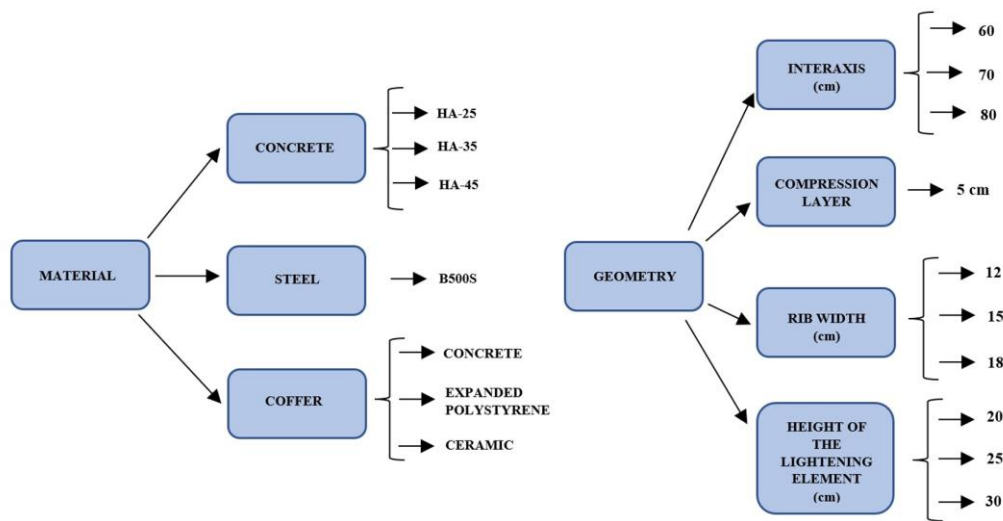 MATERIAL
CONCRETE
HA-25
HA-35
HA-45
STEEL
B500S
COFFER
CONCRETE
EXPANDED
POLYSTYRENE
CERAMIC
GEOMETRY
INTERAXIS
(cm)
60
70
80
COMPRESSION
LAYER
5 cm
RIB WIDTH
(cm)
12
15
18
HEIGHT OF
THE
LIGHTENING
ELEMENT
(cm)
20
25
30